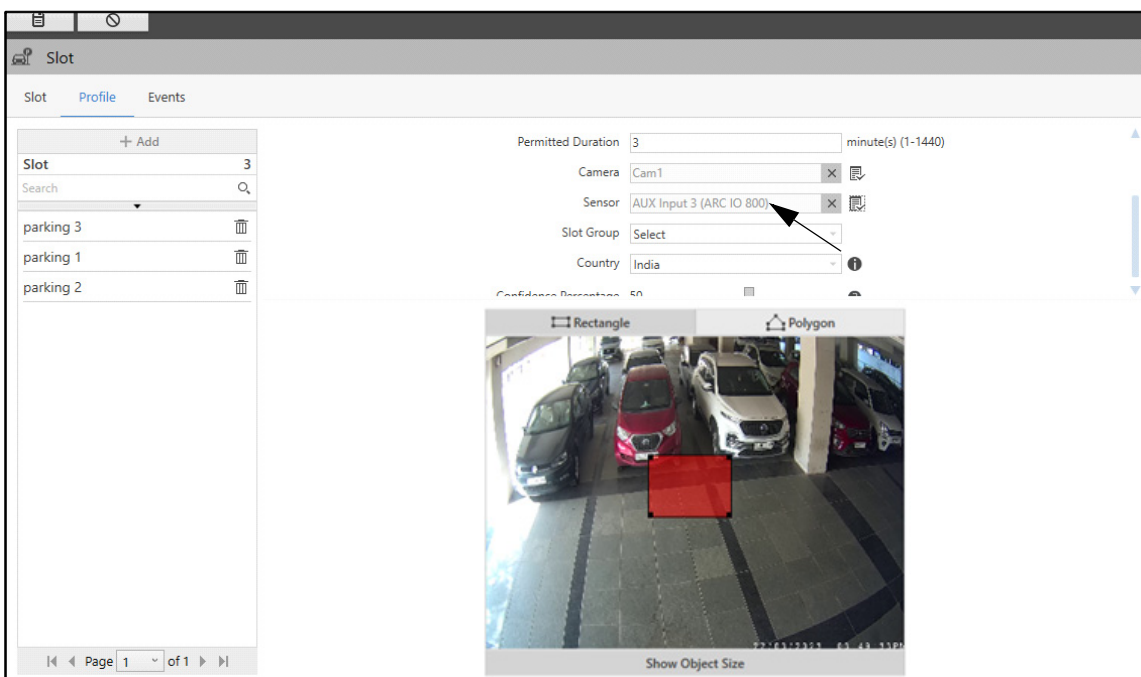 Slot
Slot Profile Events
+ Add
Slot 3
Search
parking 3
parking 1
parking 2
Page 1 of 1
Permitted Duration 3 minute(s) (1-1440)
Camera Cam1
Sensor AUX Input 3 (ARC IO 800)
Slot Group Select
Country India
Confidence Percentage 50
Rectangle Polygon
Show Object Size